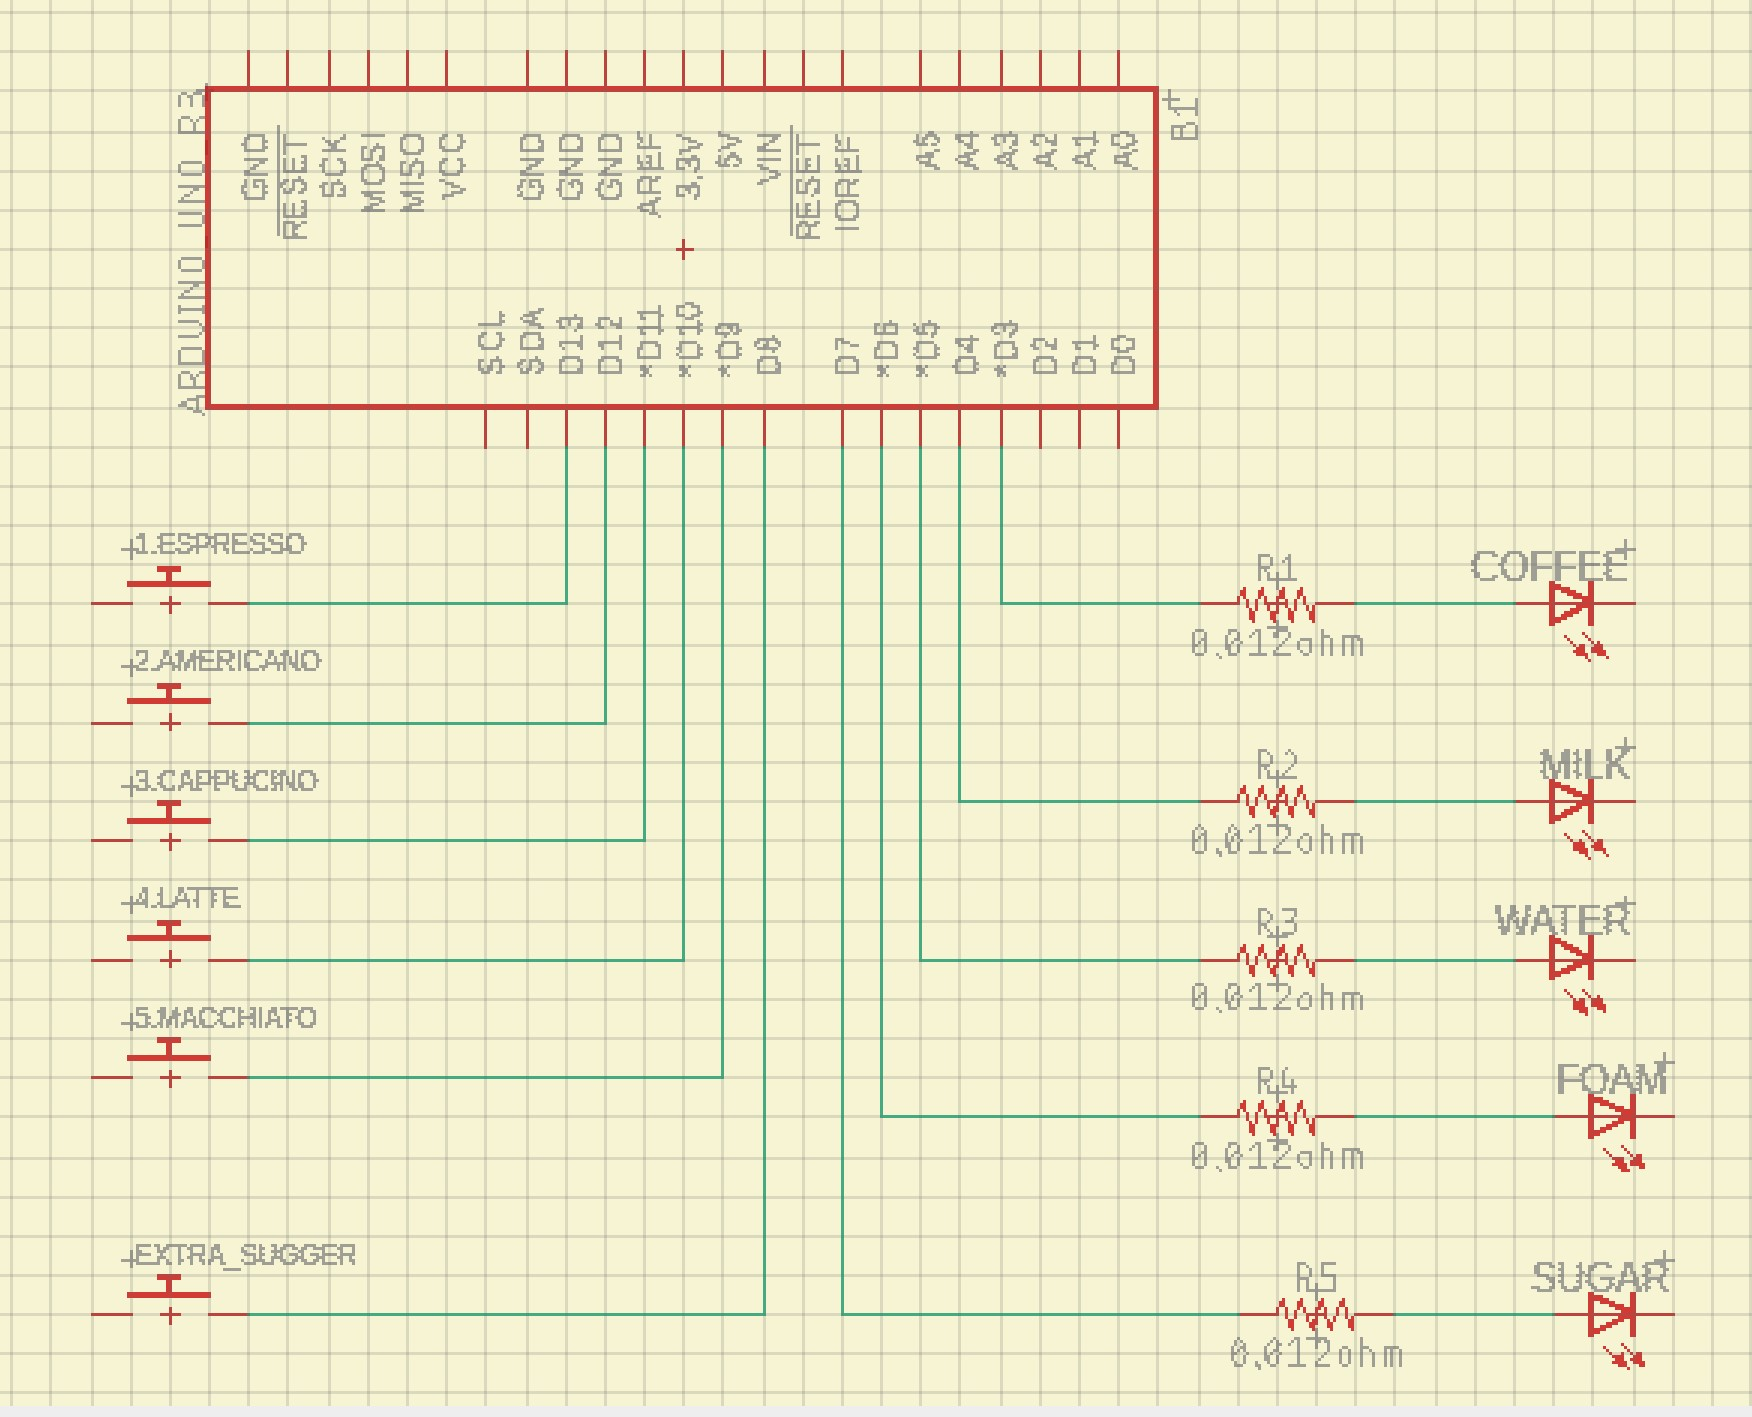 ARDUINO UNO R3
B1
GND
RESET
SCK
MOSI
MISO
VCC
GND
GND
GND
AREF
3.3V
5V
VIN
RESET
IOREF
A5
A4
A3
A2
A1
A0
SCL
SDA
D13
D12
*D11
*D10
*D9
D8
D7
*D6
*D5
D4
*D3
D2
D1
D0
1.ESPRESSO
2.AMERICANO
3.CAPPUCINO
4.LATTE
5.MACCHIATO
EXTRA_SUGGER
R1
0.012ohm
COFFEE
R2
0.012ohm
MILK
R3
0.012ohm
WATER
R4
0.012ohm
FOAM
R5
0.012ohm
SUGAR